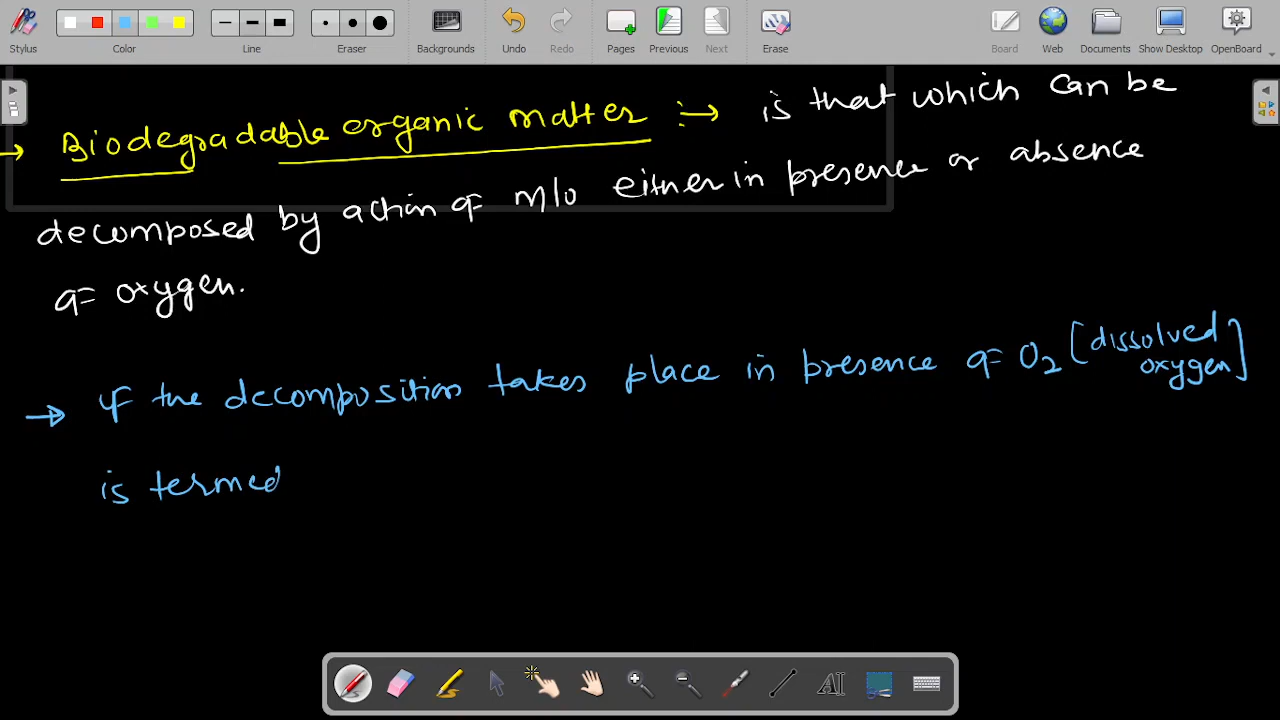 Stylus Color Line Eraser Backgrounds Undo Redo Pages Previous Next Erase Board Web Documents Show Desktop OpenBoard
→ Biodegradable organic matter :→ is that which can be
decomposed by action of m/o either in presence or absence
of oxygen.
→ if the decomposition takes place in presence of O2 [dissolved
oxygen]
is termed
AI